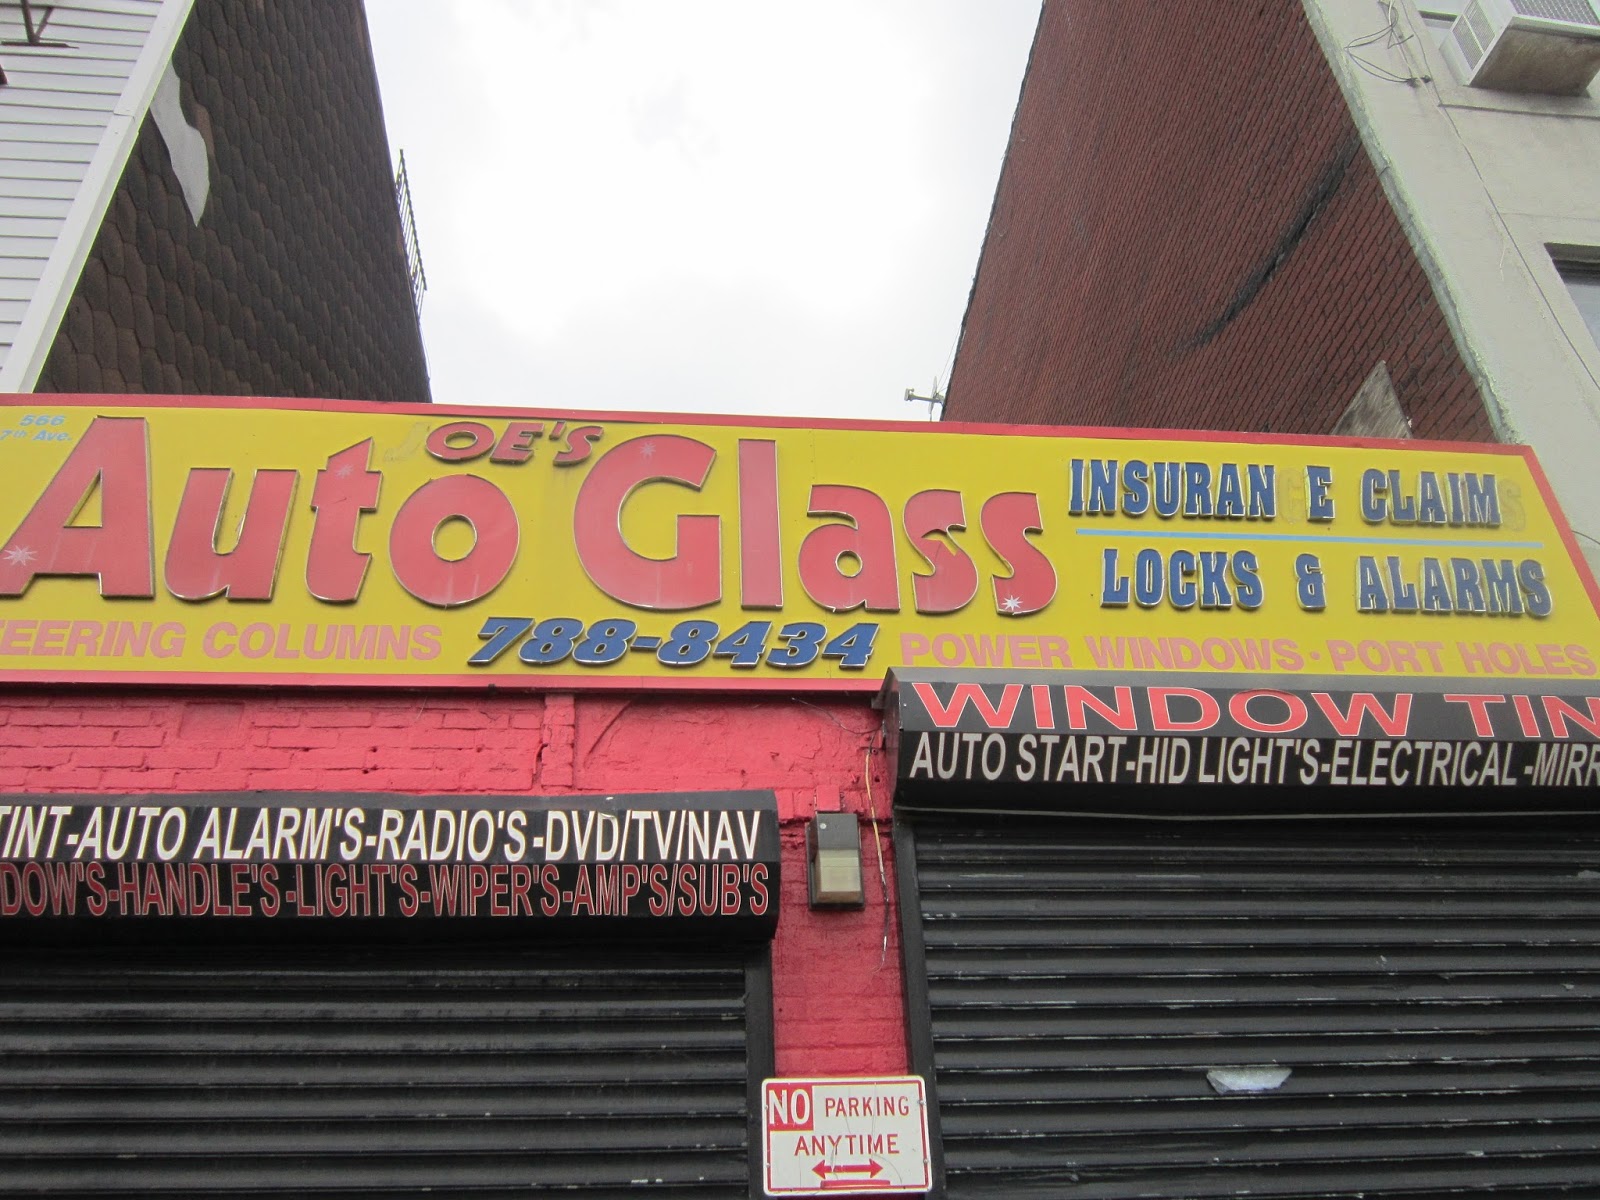 566
7th Ave.
JOE'S
Auto Glass
INSURAN E CLAIM
LOCKS & ALARMS
TEERING COLUMNS
788-8434
POWER WINDOWS · PORT HOLES
WINDOW TIN
AUTO START-HID LIGHT'S-ELECTRICAL-MIRR
TINT-AUTO ALARM'S-RADIO'S-DVD/TV/NAV
DOW'S-HANDLE'S-LIGHT'S-WIPER'S-AMP'S/SUB'S
NO PARKING
ANYTIME